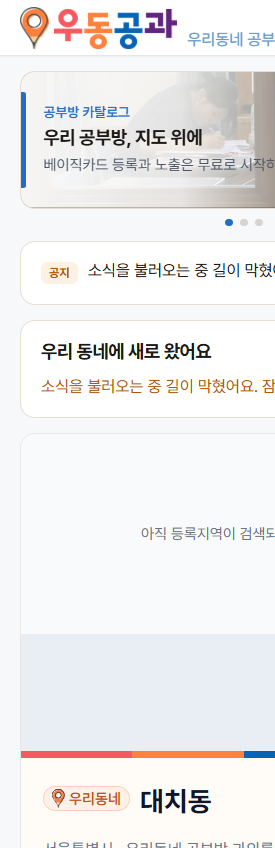 우동공과
우리동네 공부
공부방 카탈로그
우리 공부방, 지도 위에
베이직카드 등록과 노출은 무료로 시작하
공지 소식을 불러오는 중 길이 막혔어
우리 동네에 새로 왔어요
소식을 불러오는 중 길이 막혔어요. 잠
아직 등록지역이 검색되
우리동네 대치동